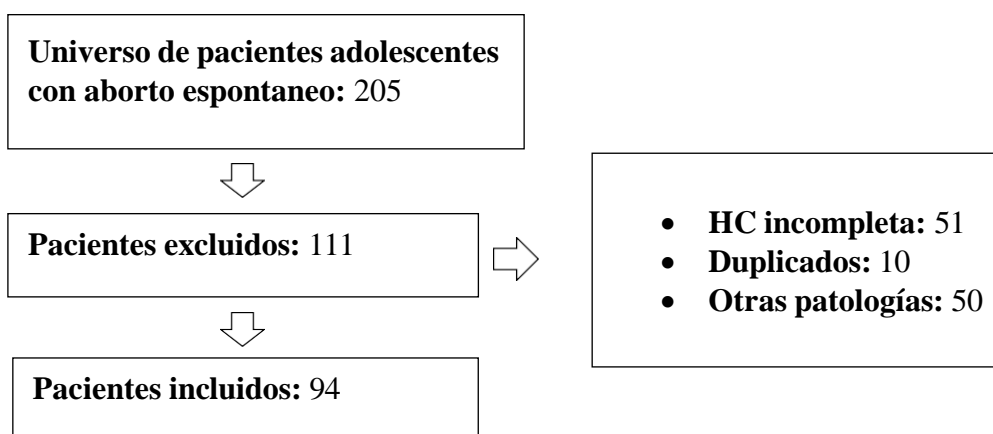 Universo de pacientes adolescentes
con aborto espontaneo: 205
Pacientes excluidos: 111
• HC incompleta: 51
• Duplicados: 10
• Otras patologías: 50
Pacientes incluidos: 94